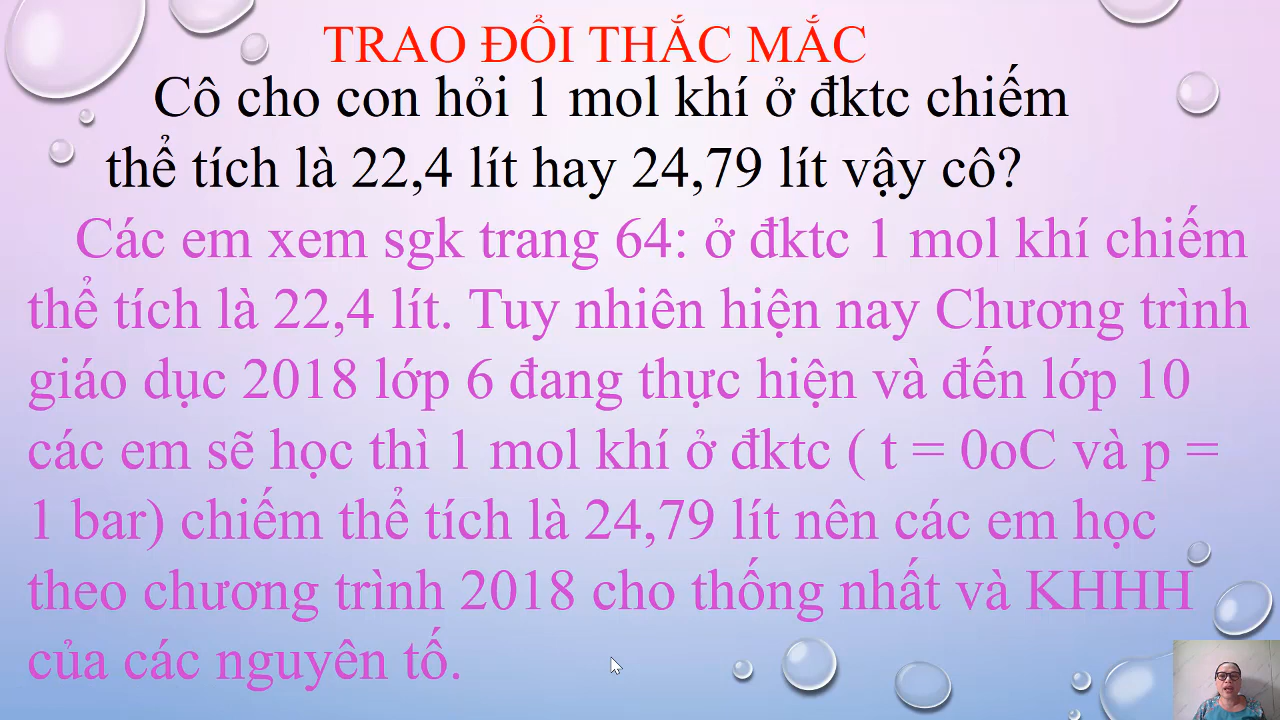 TRAO ĐỔI THẮC MẮC
Cô cho con hỏi 1 mol khí ở đktc chiếm
thể tích là 22,4 lít hay 24,79 lít vậy cô?
Các em xem sgk trang 64: ở đktc 1 mol khí chiếm
thể tích là 22,4 lít. Tuy nhiên hiện nay Chương trình
giáo dục 2018 lớp 6 đang thực hiện và đến lớp 10
các em sẽ học thì 1 mol khí ở đktc ( t = 0oC và p =
1 bar) chiếm thể tích là 24,79 lít nên các em học
theo chương trình 2018 cho thống nhất và KHHH
của các nguyên tố.